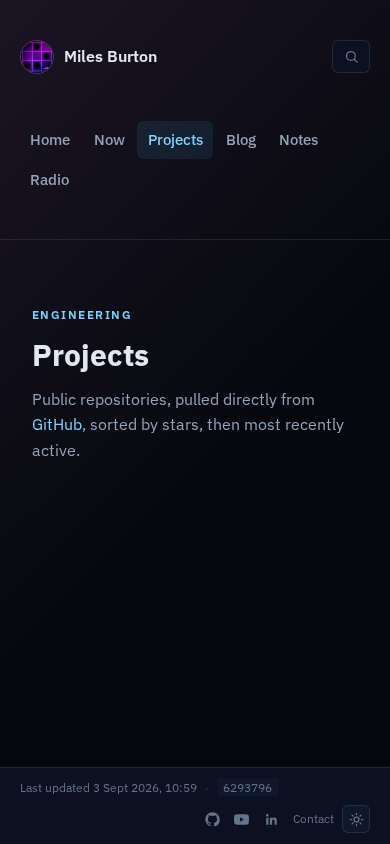 Miles Burton
Home Now Projects Blog Notes
Radio
ENGINEERING
Projects
Public repositories, pulled directly from
GitHub, sorted by stars, then most recently
active.
Last updated 3 Sept 2026, 10:59 · 6293796
Contact